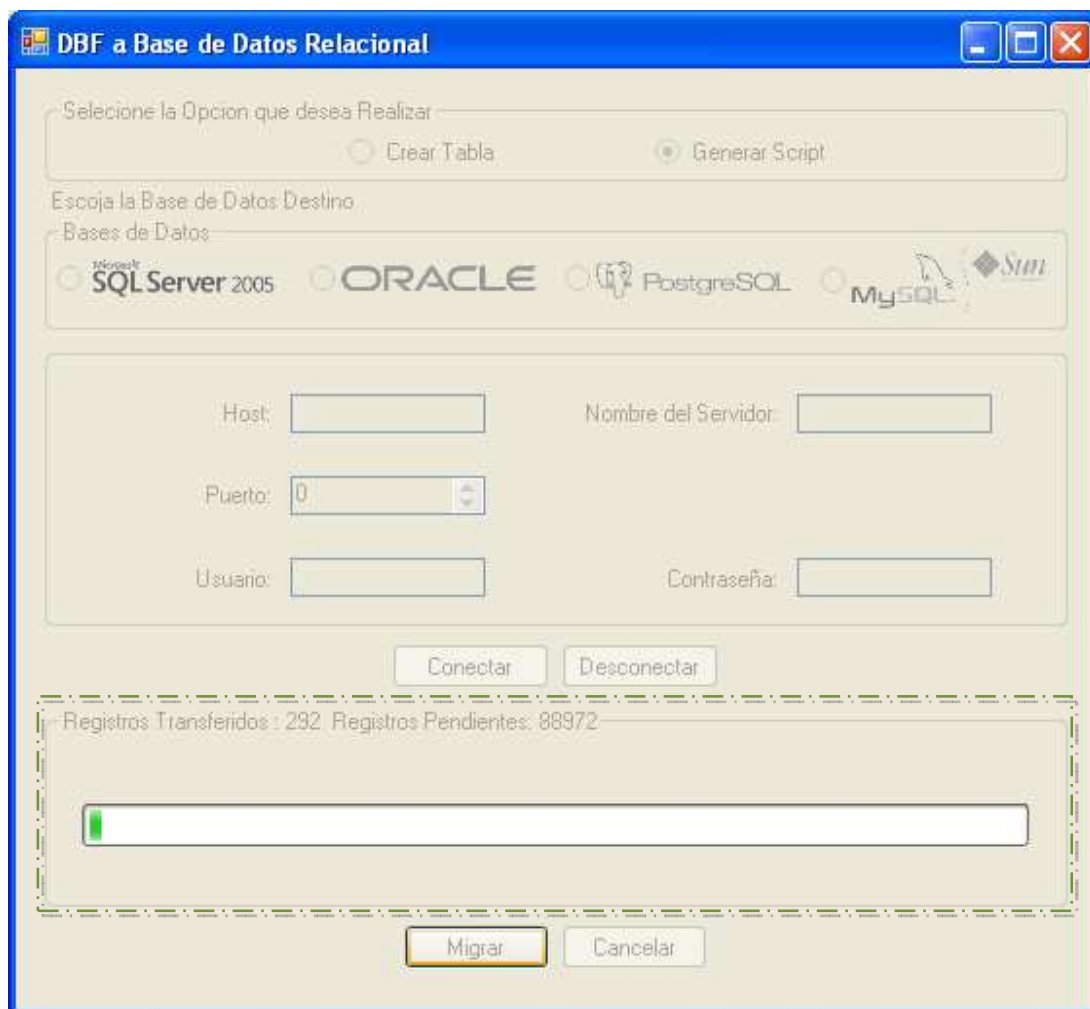 DBF a Base de Datos Relacional
Selecione la Opcion que desea Realizar
Crear Tabla Generar Script
Escoja la Base de Datos Destino
Bases de Datos
Microsoft SQL Server 2005 ORACLE PostgreSQL MySQL Sun
Host: Nombre del Servidor:
Puerto: 0
Usuario: Contraseña:
Conectar Desconectar
Registros Transferidos : 292 Registros Pendientes: 88972
Migrar Cancelar